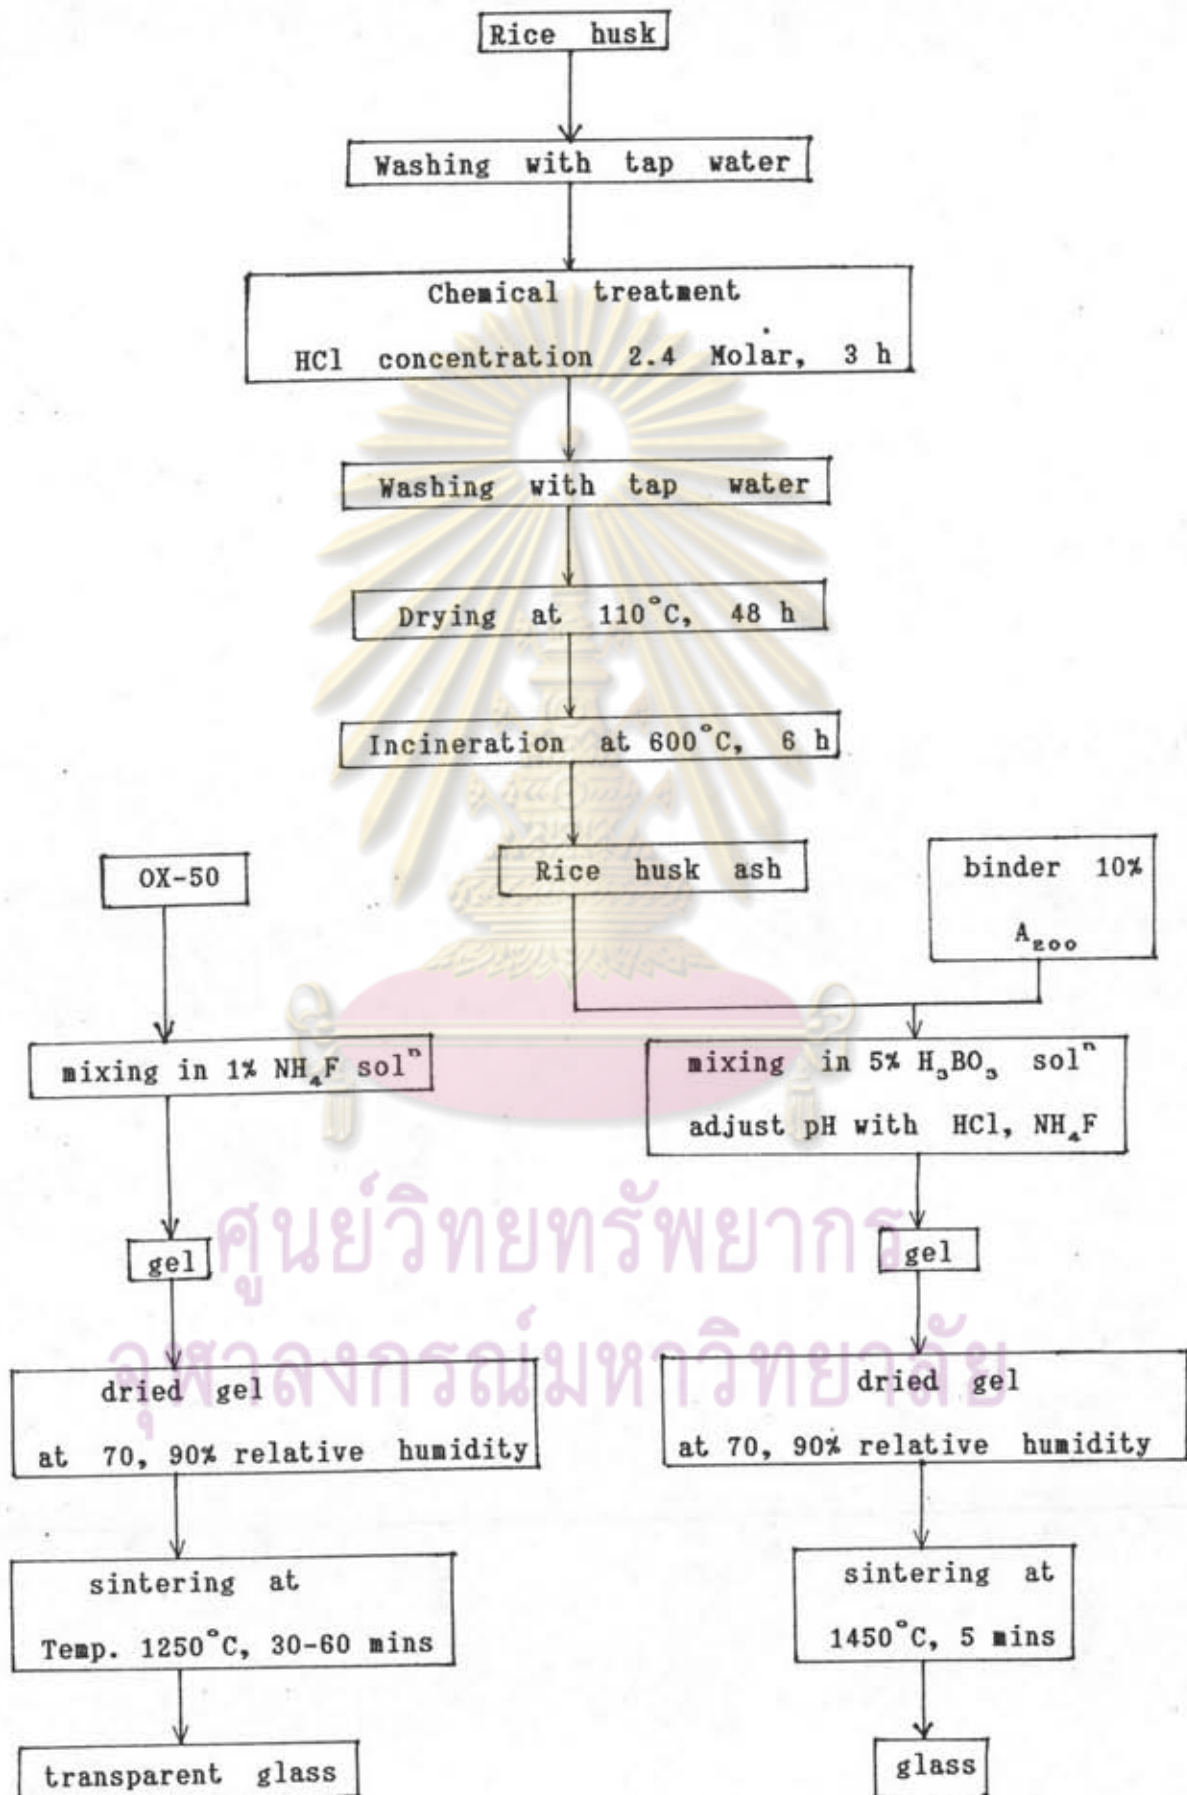 Rice husk
Washing with tap water
Chemical treatment
HCl concentration 2.4 Molar, 3 h
Washing with tap water
Drying at 110°C, 48 h
Incineration at 600°C, 6 h
Rice husk ash
OX-50
binder 10%
A₂₀₀
mixing in 1% NH₄F solⁿ
mixing in 5% H₃BO₃ solⁿ
adjust pH with HCl, NH₄F
gel
gel
ศูนย์วิทยทรัพยากร
จุฬาลงกรณ์มหาวิทยาลัย
dried gel
at 70, 90% relative humidity
dried gel
at 70, 90% relative humidity
sintering at
Temp. 1250°C, 30-60 mins
sintering at
1450°C, 5 mins
transparent glass
glass